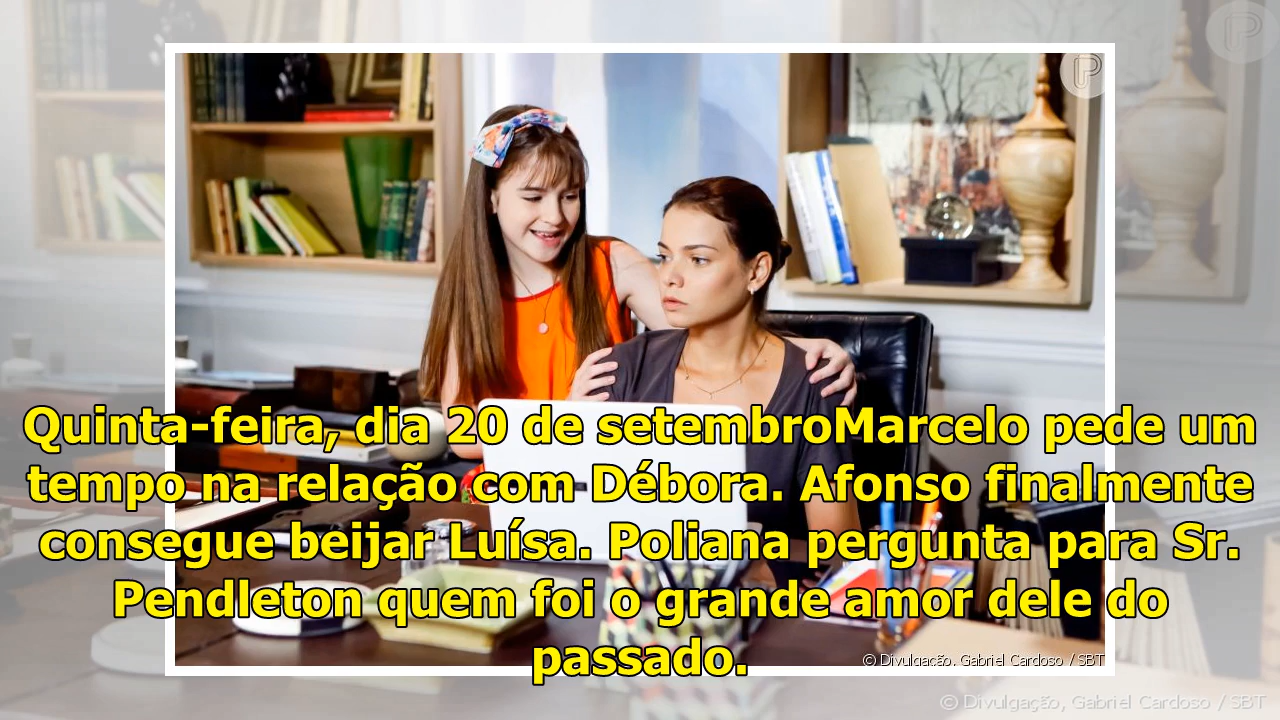 Quinta-feira, dia 20 de setembroMarcelo pede um
tempo na relação com Débora. Afonso finalmente
consegue beijar Luísa. Poliana pergunta para Sr.
Pendleton quem foi o grande amor dele do
passado.
© Divulgação, Gabriel Cardoso / SBT
© Divulgação, Gabriel Cardoso / SBT